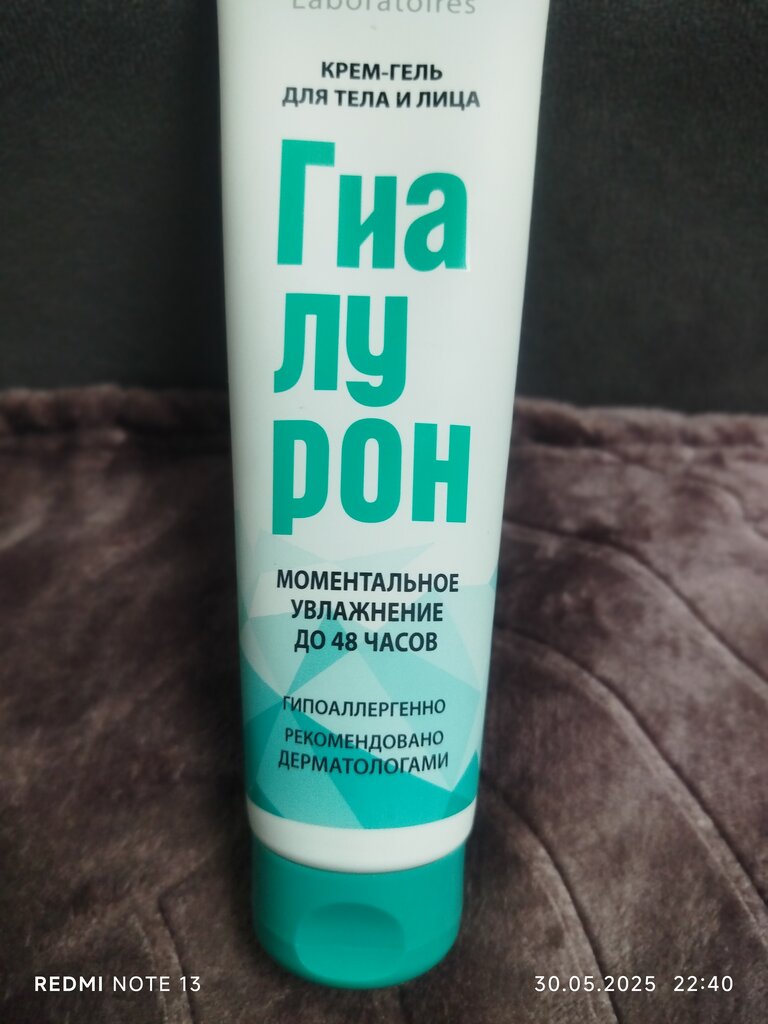 Laboratoires
КРЕМ-ГЕЛЬ
ДЛЯ ТЕЛА И ЛИЦА
Гиа
лу
рон
МОМЕНТАЛЬНОЕ
УВЛАЖНЕНИЕ
ДО 48 ЧАСОВ
ГИПОАЛЛЕРГЕННО
РЕКОМЕНДОВАНО
ДЕРМАТОЛОГАМИ
REDMI NOTE 13
30.05.2025 22:40